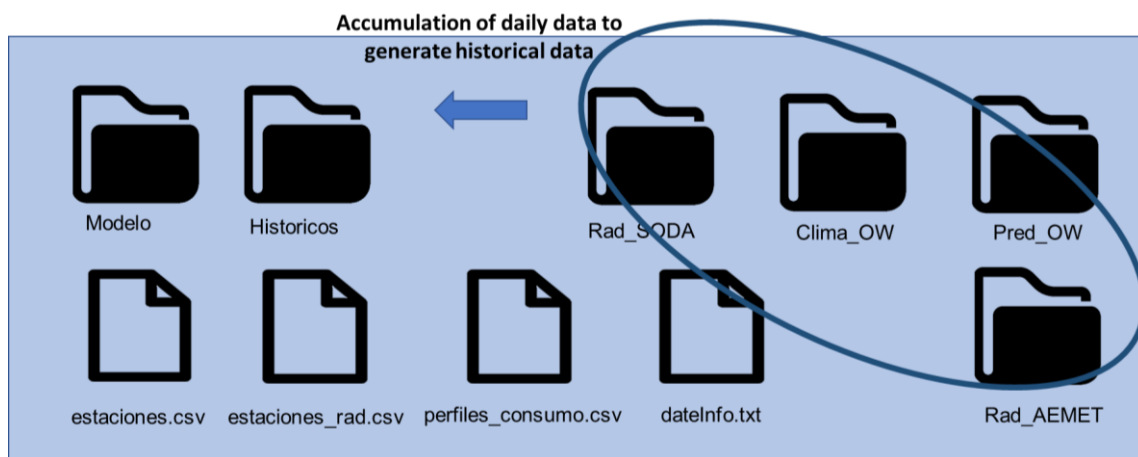 Accumulation of daily data to
generate historical data
Modelo
Historicos
Rad_SODA
Clima_OW
Pred_OW
estaciones.csv
estaciones_rad.csv
perfiles_consumo.csv
dateInfo.txt
Rad_AEMET